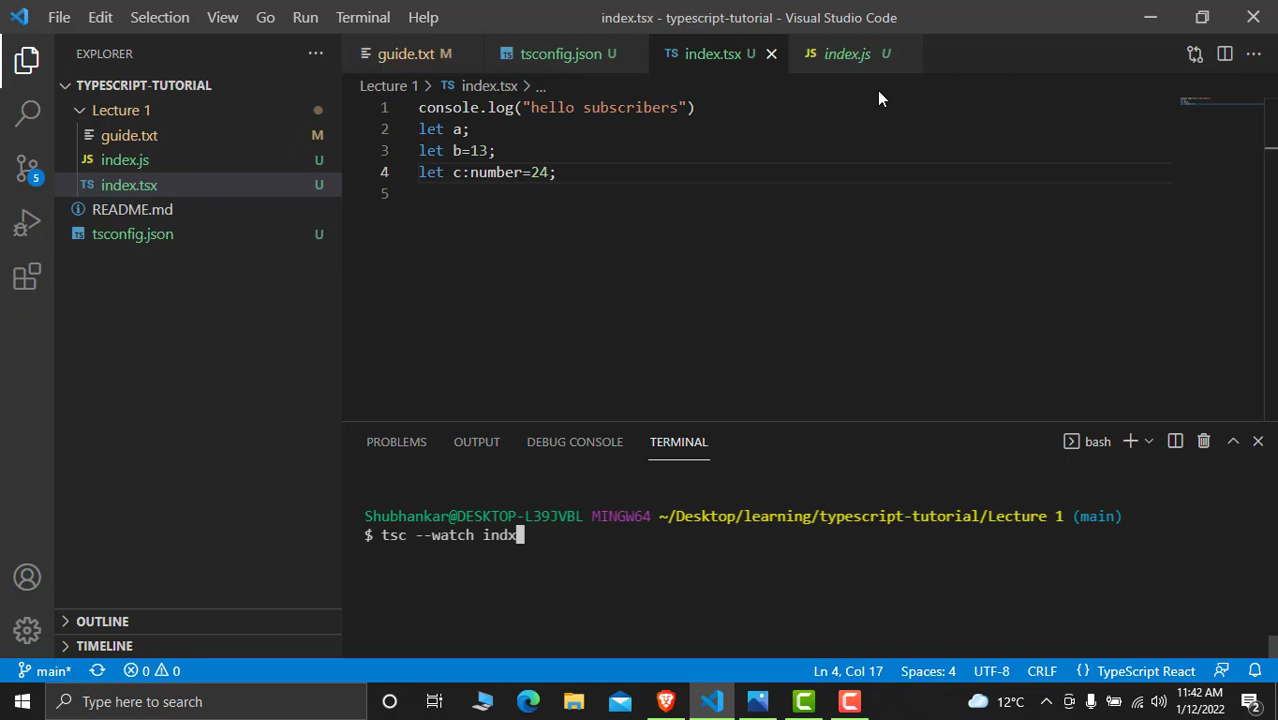 File Edit Selection View Go Run Terminal Help
index.tsx - typescript-tutorial - Visual Studio Code
EXPLORER
TYPESCRIPT-TUTORIAL
Lecture 1
guide.txt M
index.js U
index.tsx U
README.md
tsconfig.json U
OUTLINE
TIMELINE
5
guide.txt M
TS tsconfig.json U
TS index.tsx U
JS index.js U
Lecture 1 > TS index.tsx > ...
1 console.log("hello subscribers")
2 let a;
3 let b=13;
4 let c:number=24;
5
PROBLEMS OUTPUT DEBUG CONSOLE TERMINAL
bash
Shubhankar@DESKTOP-L39JVBL MINGW64 ~/Desktop/learning/typescript-tutorial/Lecture 1 (main)
$ tsc --watch indx
main* 0 0
Ln 4, Col 17 Spaces: 4 UTF-8 CRLF {} TypeScript React
Type here to search
12°C
11:42 AM
1/12/2022
2